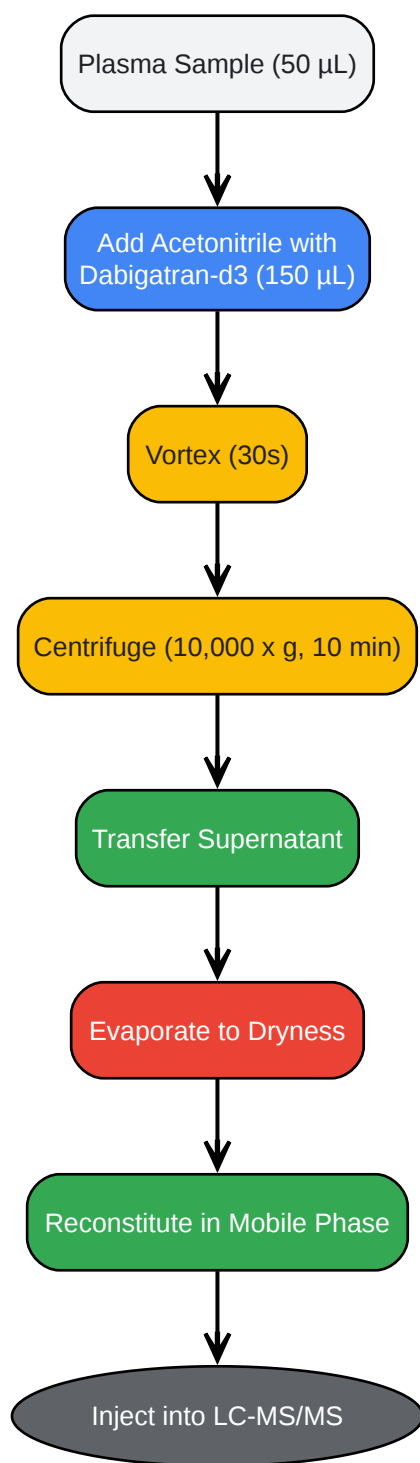 Plasma Sample (50 µL)
Add Acetonitrile with
Dabigatran-d3 (150 µL)
Vortex (30s)
Centrifuge (10,000 x g, 10 min)
Transfer Supernatant
Evaporate to Dryness
Reconstitute in Mobile Phase
Inject into LC-MS/MS